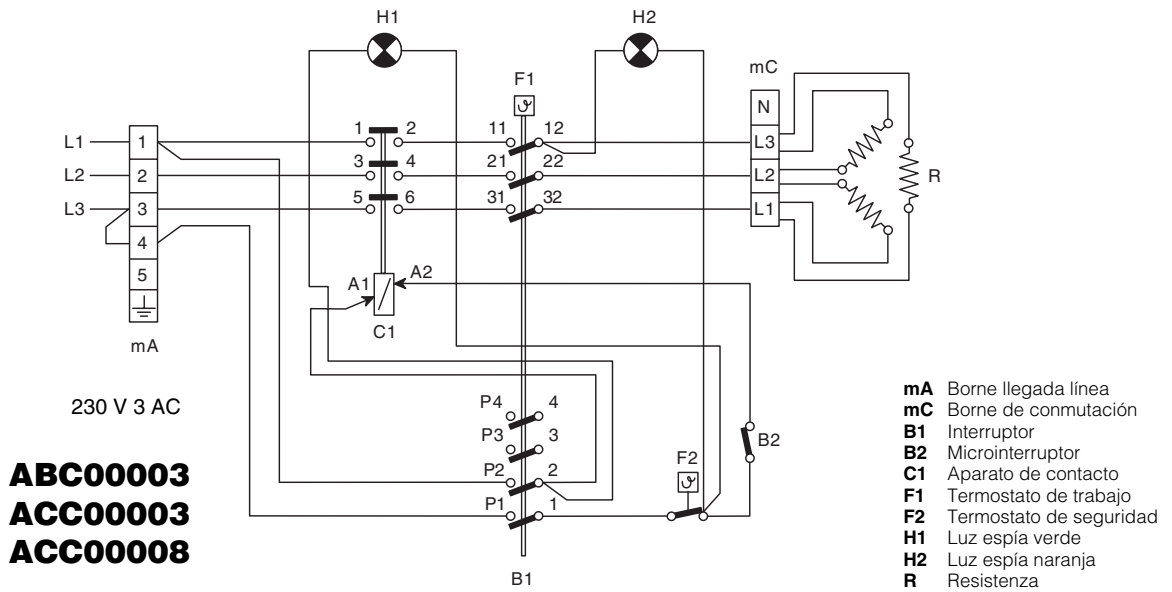 H1
H2
F1
mC
N
L3
L2
L1
R
L1
L2
L3
1
2
3
4
5
mA
1 2
3 4
5 6
11 12
21 22
31 32
A1 A2
C1
P4 4
P3 3
P2 2
P1 1
B1
F2
B2
230 V 3 AC
ABC00003
ACC00003
ACC00008
mA Borne llegada línea
mC Borne de conmutación
B1 Interruptor
B2 Microinterruptor
C1 Aparato de contacto
F1 Termostato de trabajo
F2 Termostato de seguridad
H1 Luz espía verde
H2 Luz espía naranja
R Resistenza